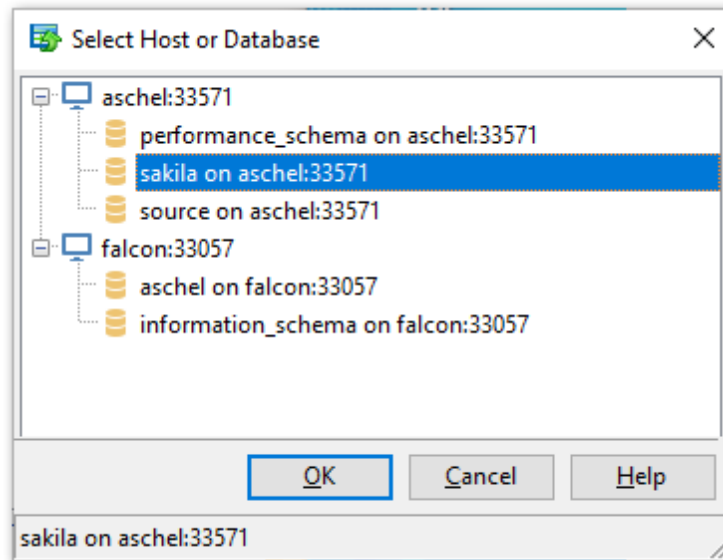 Select Host or Database
aschel:33571
performance_schema on aschel:33571
sakila on aschel:33571
source on aschel:33571
falcon:33057
aschel on falcon:33057
information_schema on falcon:33057
OK Cancel Help
sakila on aschel:33571